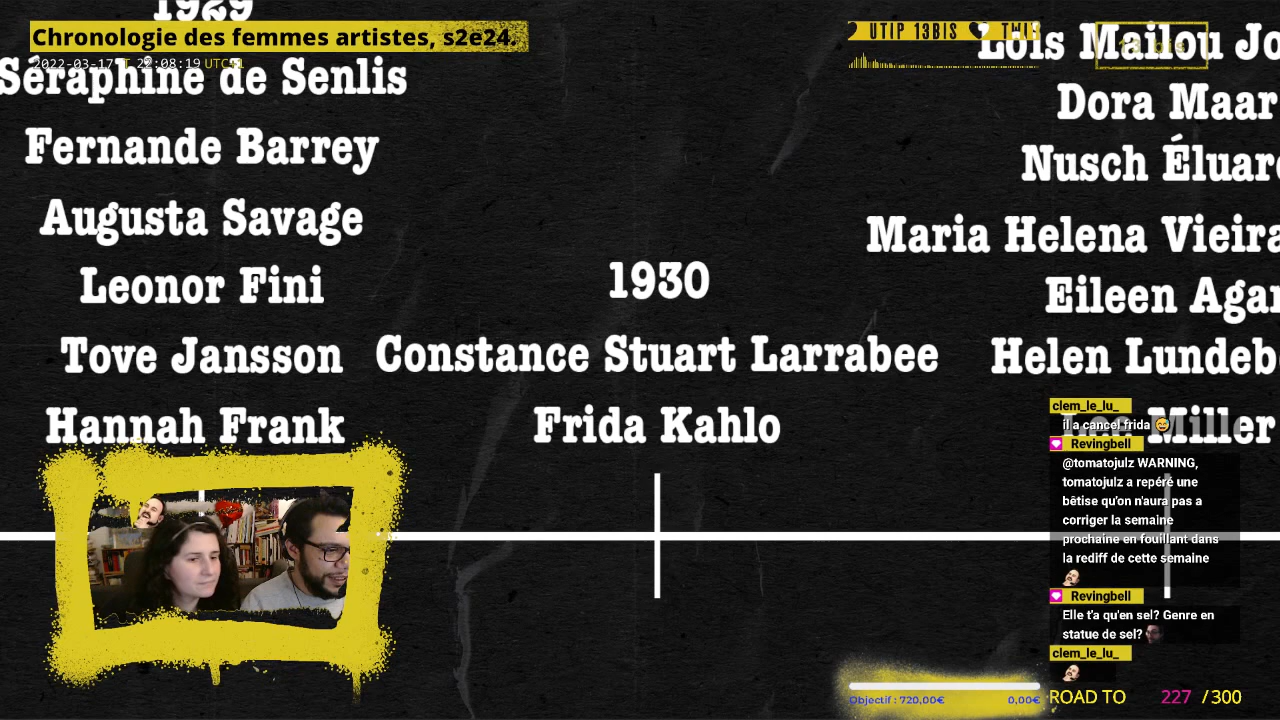 1929
Chronologie des femmes artistes, s2e24.
2022-03-17 T 22:08:19 UTC+1
UTIP 13BIS
Séraphine de Senlis
Fernande Barrey
Augusta Savage
Leonor Fini
Tove Jansson
Hannah Frank
1930
Constance Stuart Larrabee
Frida Kahlo
Lois Mailou Jo
Dora Maar
Nusch Éluar
Maria Helena Vieira
Eileen Agar
Helen Lundeb
Lee Miller
clem_le_lu_
il a cancel frida
Revingbell
@tomatojulz WARNING,
tomatojulz a repéré une
bêtise qu'on n'aura pas a
corriger la semaine
prochaine en fouillant dans
la rediff de cette semaine
Revingbell
Elle t'a qu'en sel? Genre en
statue de sel?
clem_le_lu_
Objectif : 720,00€
0,00€
ROAD TO 227 / 300